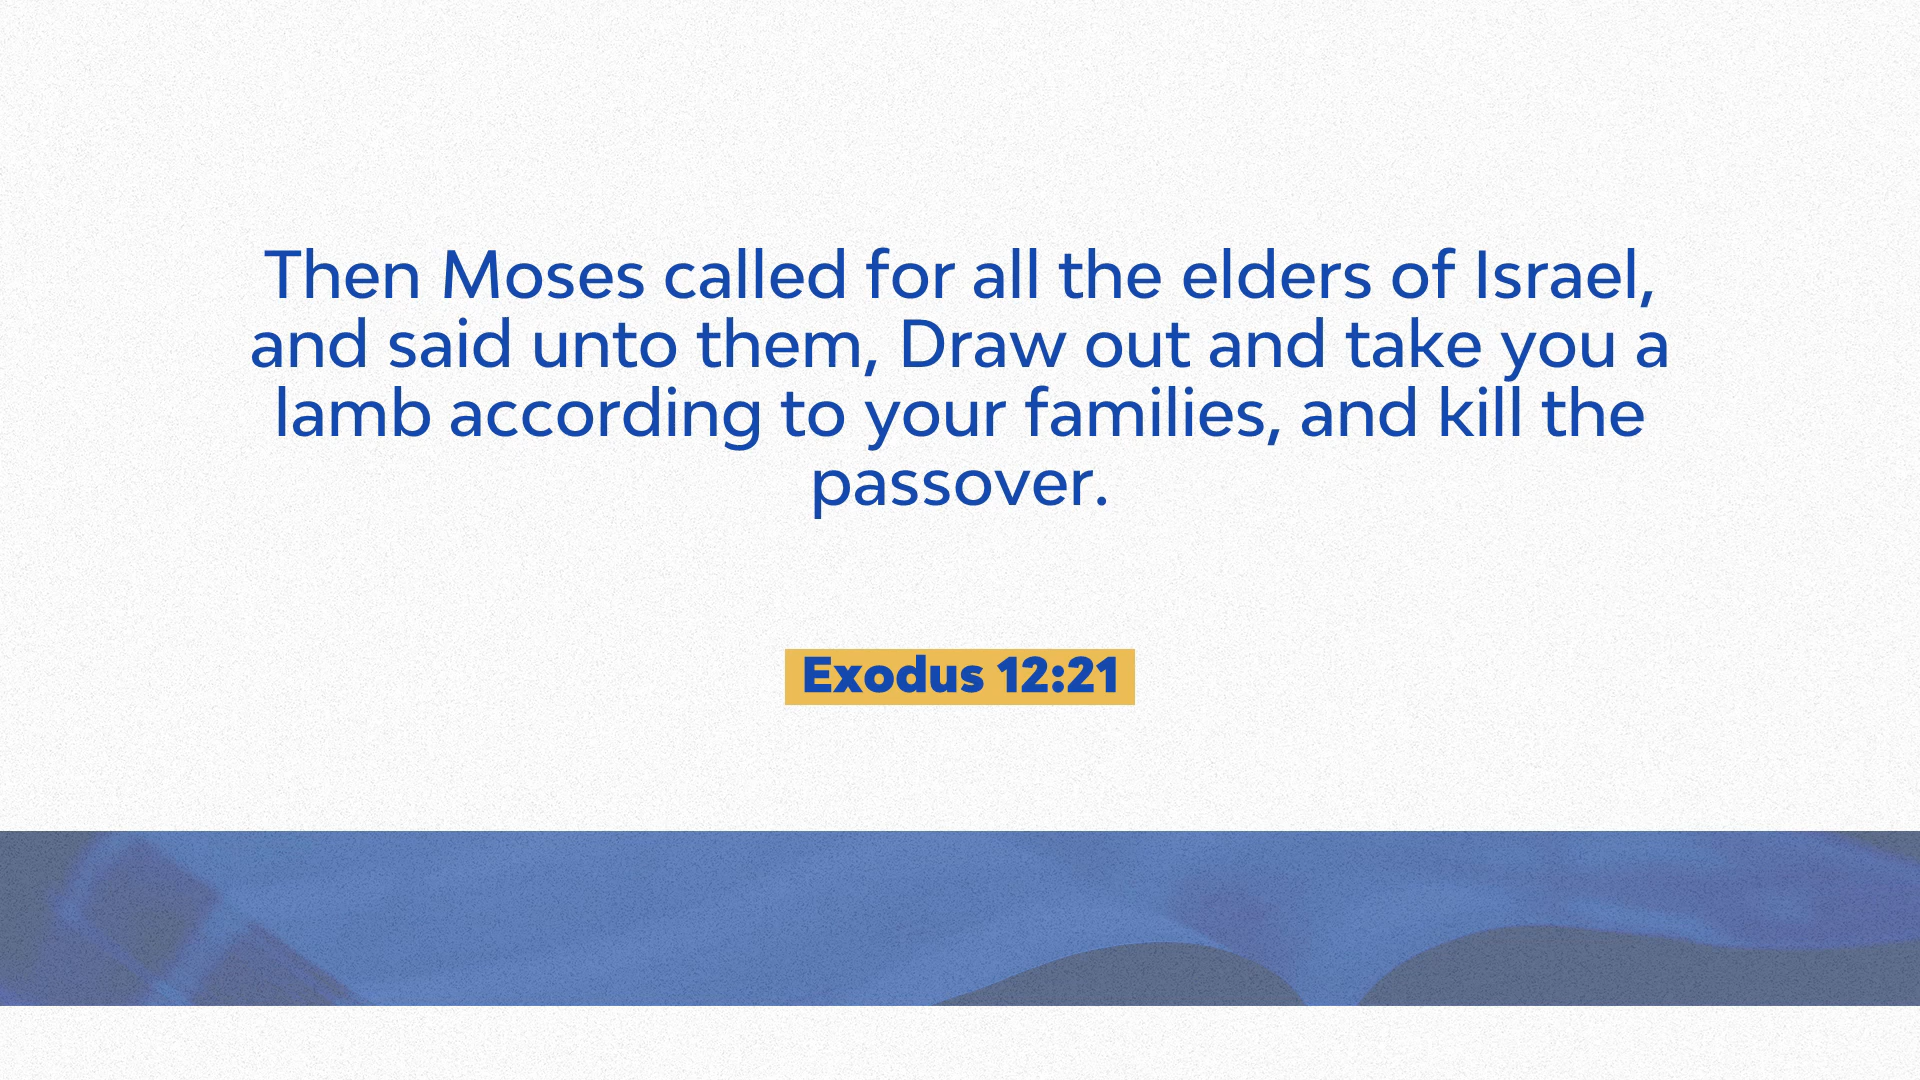 Then Moses called for all the elders of Israel,
and said unto them, Draw out and take you a
lamb according to your families, and kill the
passover.
Exodus 12:21